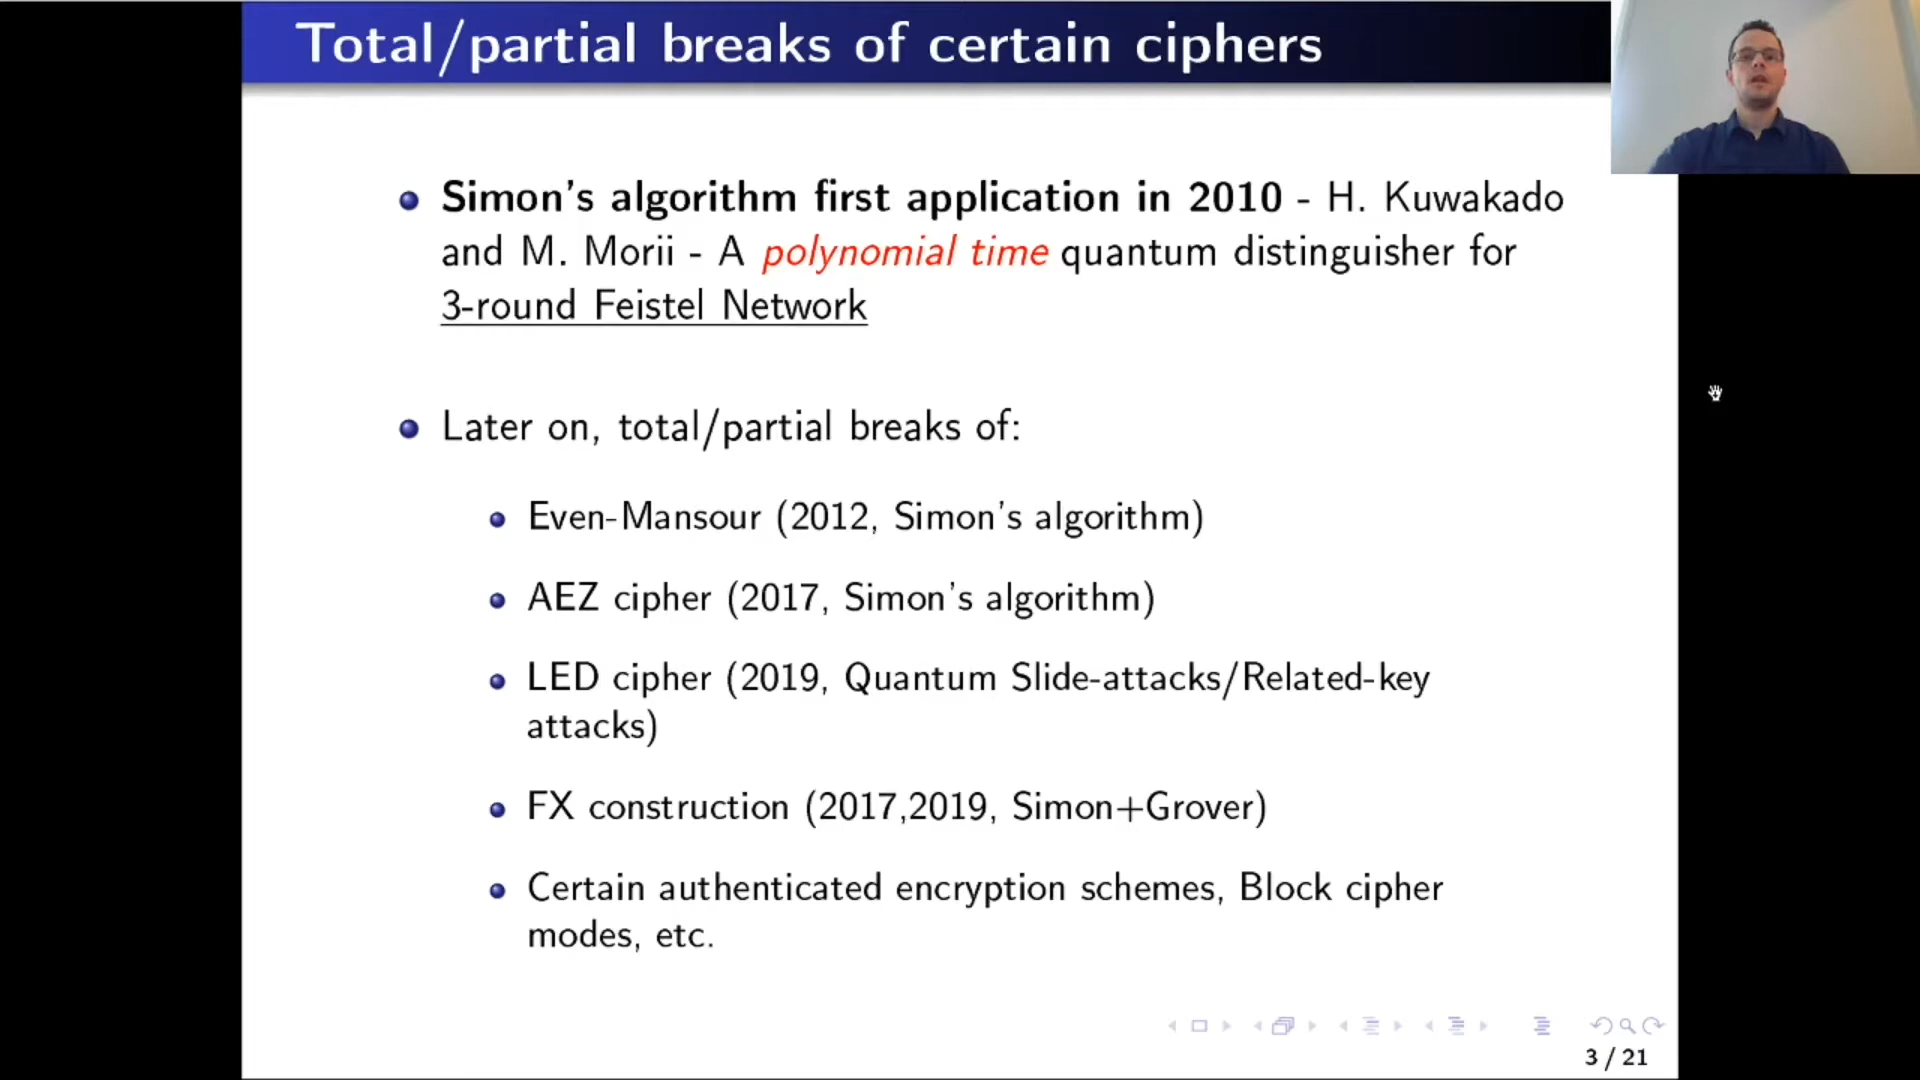 Total/partial breaks of certain ciphers
Simon's algorithm first application in 2010 - H. Kuwakado
and M. Morii - A polynomial time quantum distinguisher for
3-round Feistel Network
Later on, total/partial breaks of:
Even-Mansour (2012, Simon's algorithm)
AEZ cipher (2017, Simon's algorithm)
LED cipher (2019, Quantum Slide-attacks/Related-key
attacks)
FX construction (2017,2019, Simon+Grover)
Certain authenticated encryption schemes, Block cipher
modes, etc.
3 / 21